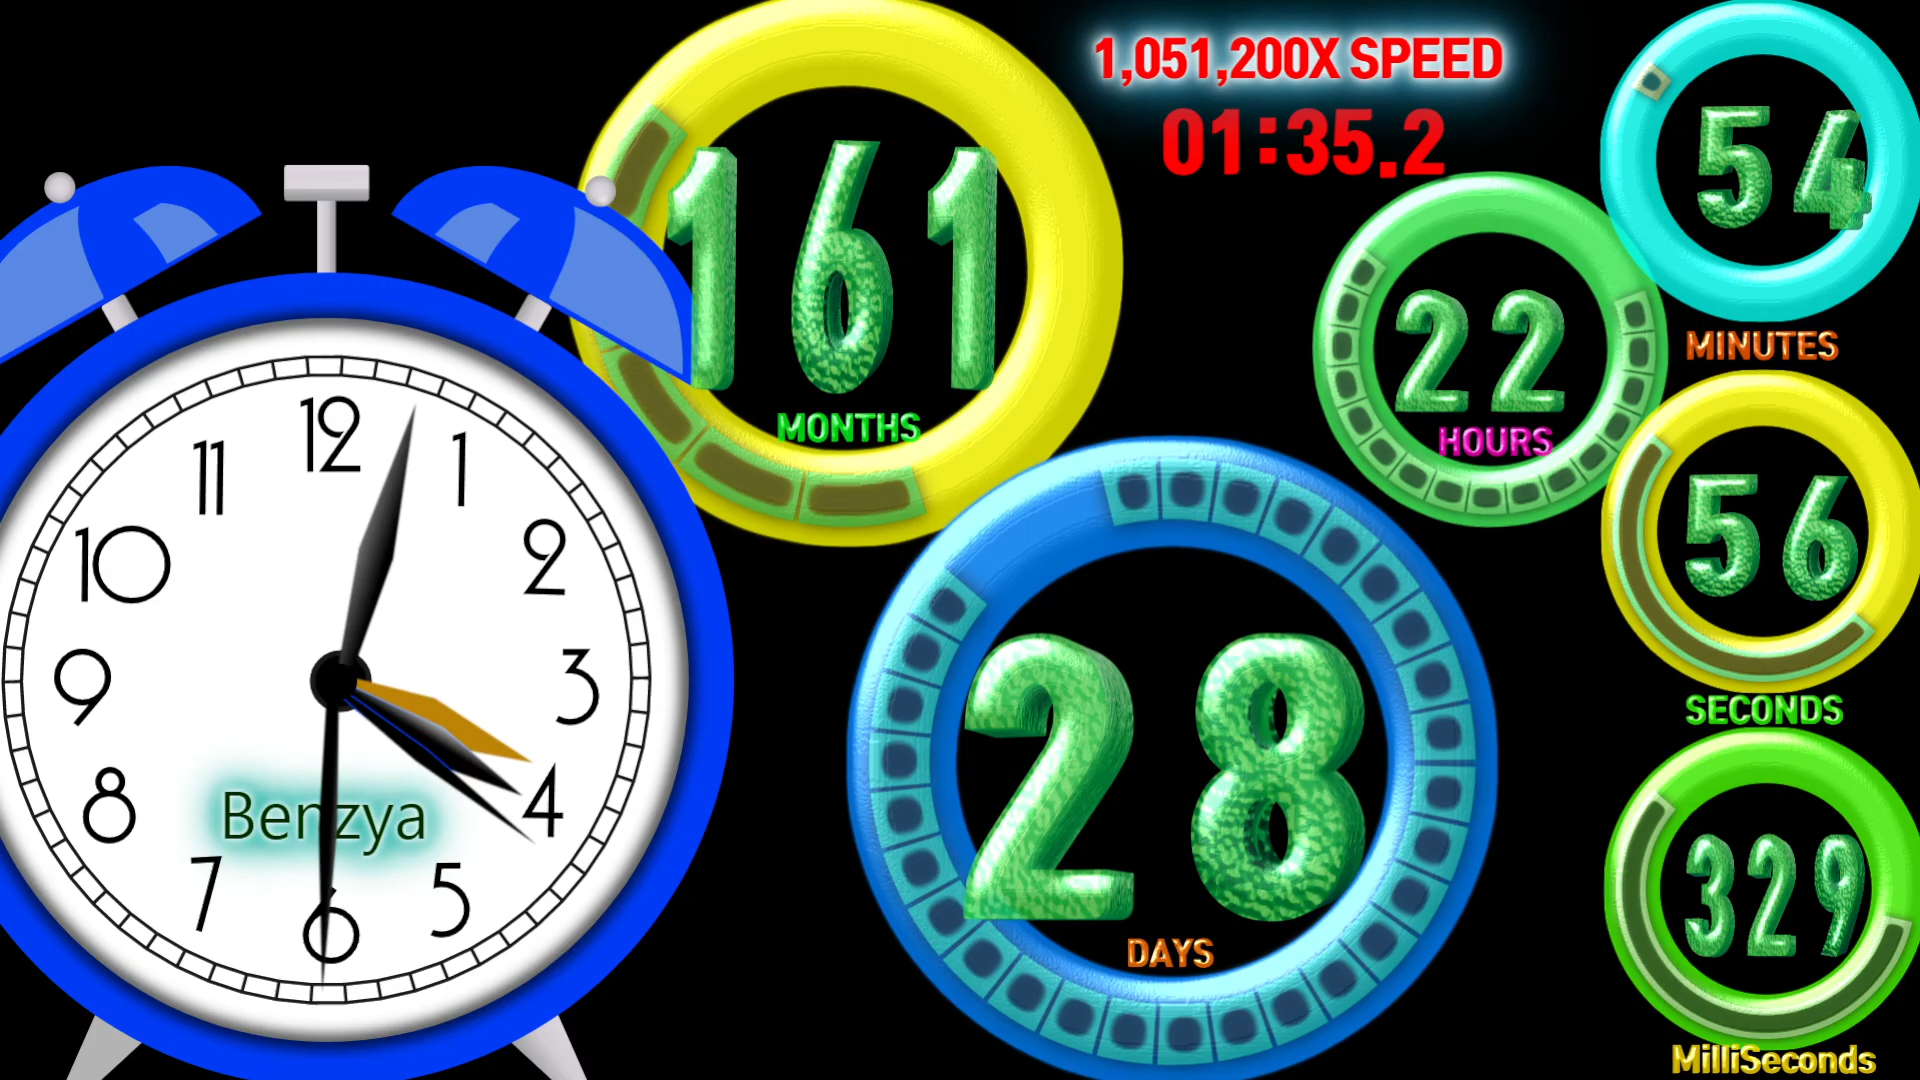 1,051,200X SPEED
01:35.2
161
MONTHS
54
MINUTES
22
HOURS
56
SECONDS
28
DAYS
329
MilliSeconds
12
1
2
3
4
5
6
7
8
9
10
11
Benzya